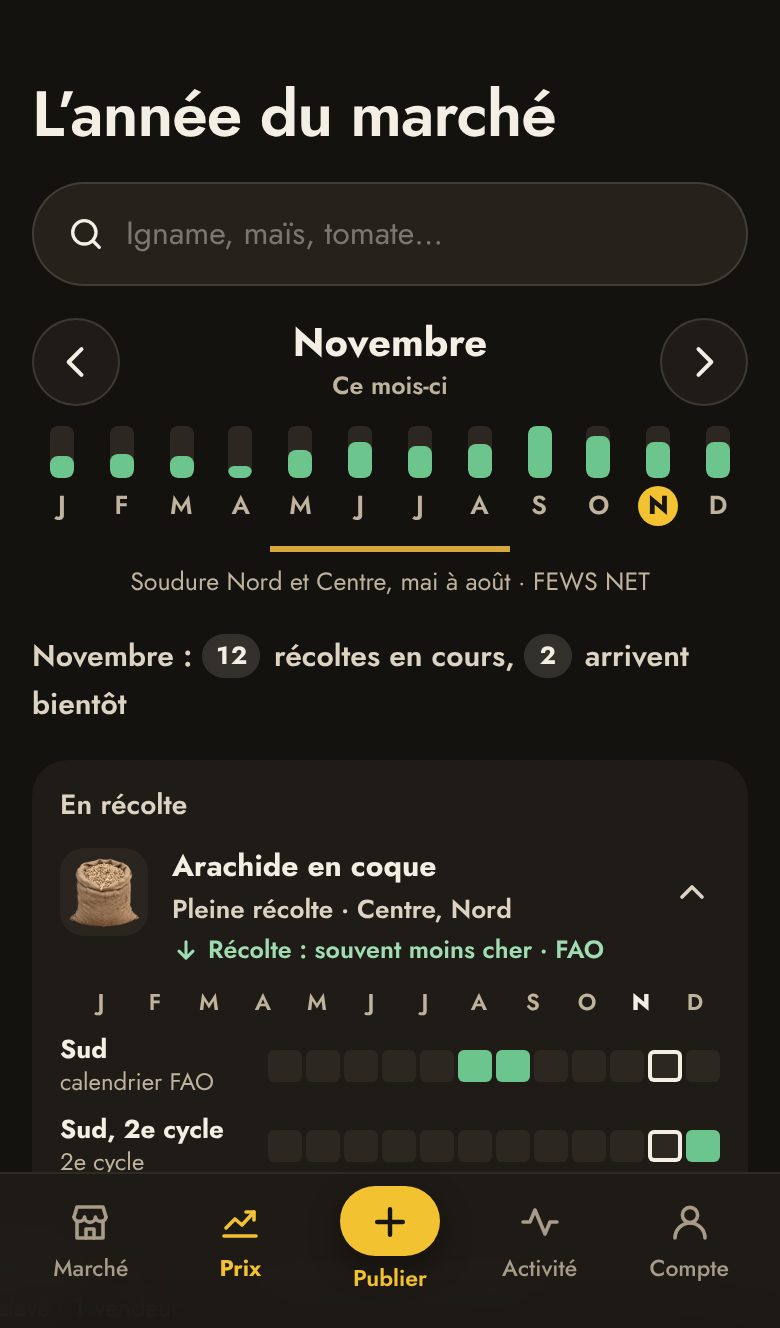 L’année du marché
Igname, maïs, tomate…
Novembre
Ce mois-ci
J F M A M J J A S O N D
Soudure Nord et Centre, mai à août · FEWS NET
Novembre : 12 récoltes en cours, 2 arrivent
bientôt
En récolte
Arachide en coque
Pleine récolte · Centre, Nord
↓ Récolte : souvent moins cher · FAO
J F M A M J J A S O N D
Sud
calendrier FAO
Sud, 2e cycle
2e cycle
Marché Prix Publier Activité Compte
1 vendeur